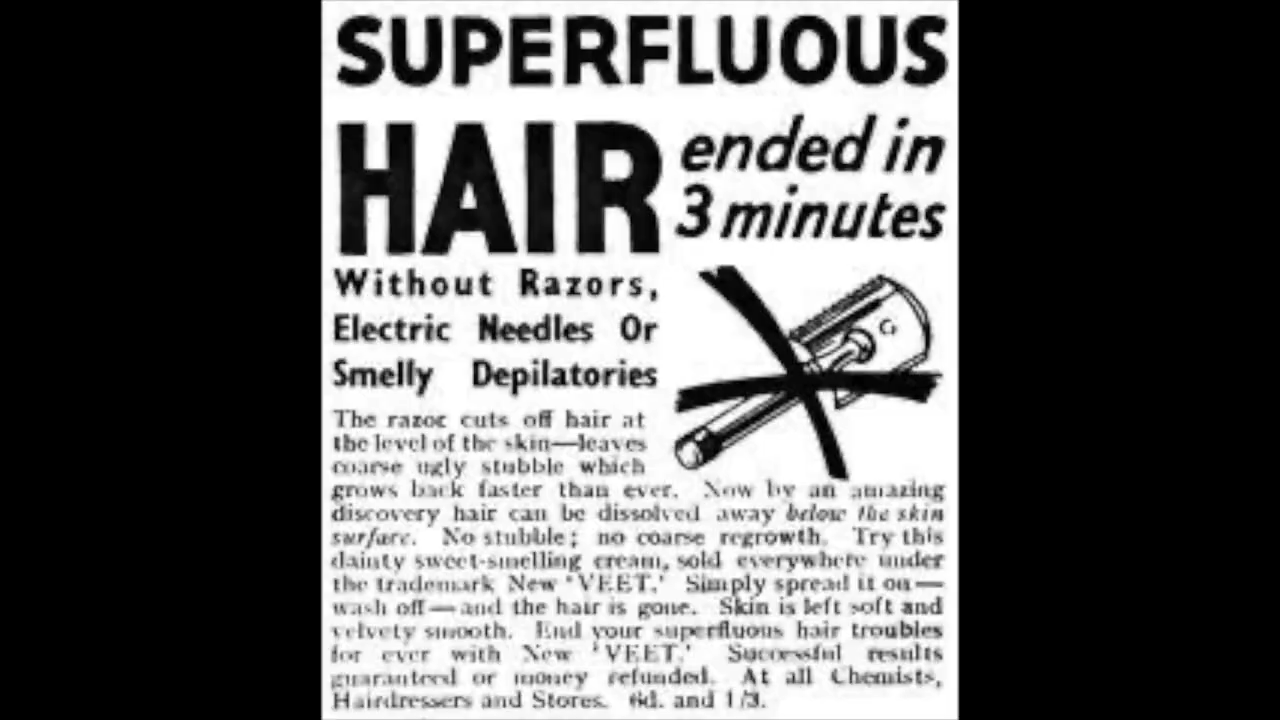 SUPERFLUOUS
HAIR ended in
3 minutes
Without Razors,
Electric Needles Or
Smelly Depilatories
The razor cuts off hair at
the level of the skin—leaves
coarse ugly stubble which
grows back faster than ever. Now by an amazing
discovery hair can be dissolved away below the skin
surface. No stubble; no coarse regrowth. Try this
dainty sweet-smelling cream, sold everywhere under
the trademark New 'VEET.' Simply spread it on—
wash off—and the hair is gone. Skin is left soft and
velvety smooth. End your superfluous hair troubles
for ever with New 'VEET.' Successful results
guaranteed or money refunded. At all Chemists,
Hairdressers and Stores. 6d. and 1/3.
G